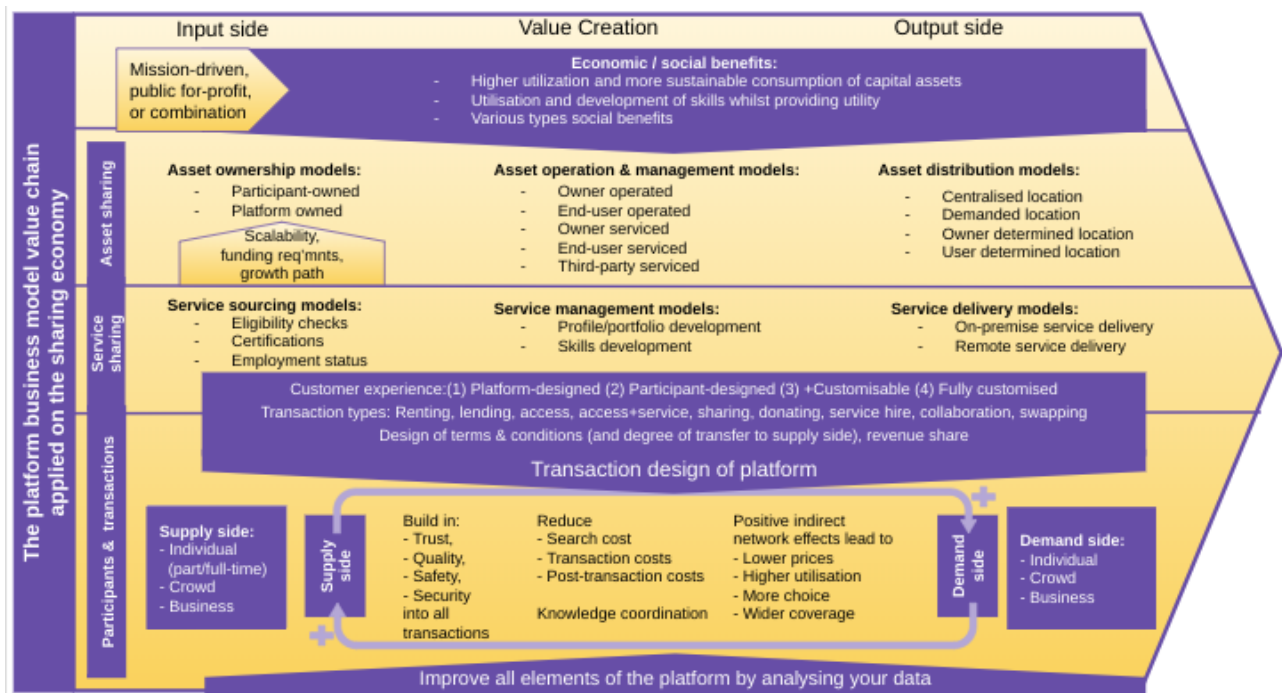 The platform business model value chain
applied on the sharing economy
Input side
Value Creation
Output side
Mission-driven,
public for-profit,
or combination
Economic / social benefits:
- Higher utilization and more sustainable consumption of capital assets
- Utilisation and development of skills whilst providing utility
- Various types social benefits
Asset sharing
Asset ownership models:
- Participant-owned
- Platform owned
Scalability,
funding req'mnts,
growth path
Asset operation & management models:
- Owner operated
- End-user operated
- Owner serviced
- End-user serviced
- Third-party serviced
Asset distribution models:
- Centralised location
- Demanded location
- Owner determined location
- User determined location
Service
sharing
Service sourcing models:
- Eligibility checks
- Certifications
- Employment status
Service management models:
- Profile/portfolio development
- Skills development
Service delivery models:
- On-premise service delivery
- Remote service delivery
Customer experience:(1) Platform-designed (2) Participant-designed (3) +Customisable (4) Fully customised
Transaction types: Renting, lending, access, access+service, sharing, donating, service hire, collaboration, swapping
Design of terms & conditions (and degree of transfer to supply side), revenue share
Transaction design of platform
Participants & transactions
Supply side:
- Individual
(part/full-time)
- Crowd
- Business
Supply
side
Build in:
- Trust,
- Quality,
- Safety,
- Security
into all
transactions
Reduce
- Search cost
- Transaction costs
- Post-transaction costs
Knowledge coordination
Positive indirect
network effects lead to
- Lower prices
- Higher utilisation
- More choice
- Wider coverage
Demand
side
Demand side:
- Individual
- Crowd
- Business
Improve all elements of the platform by analysing your data